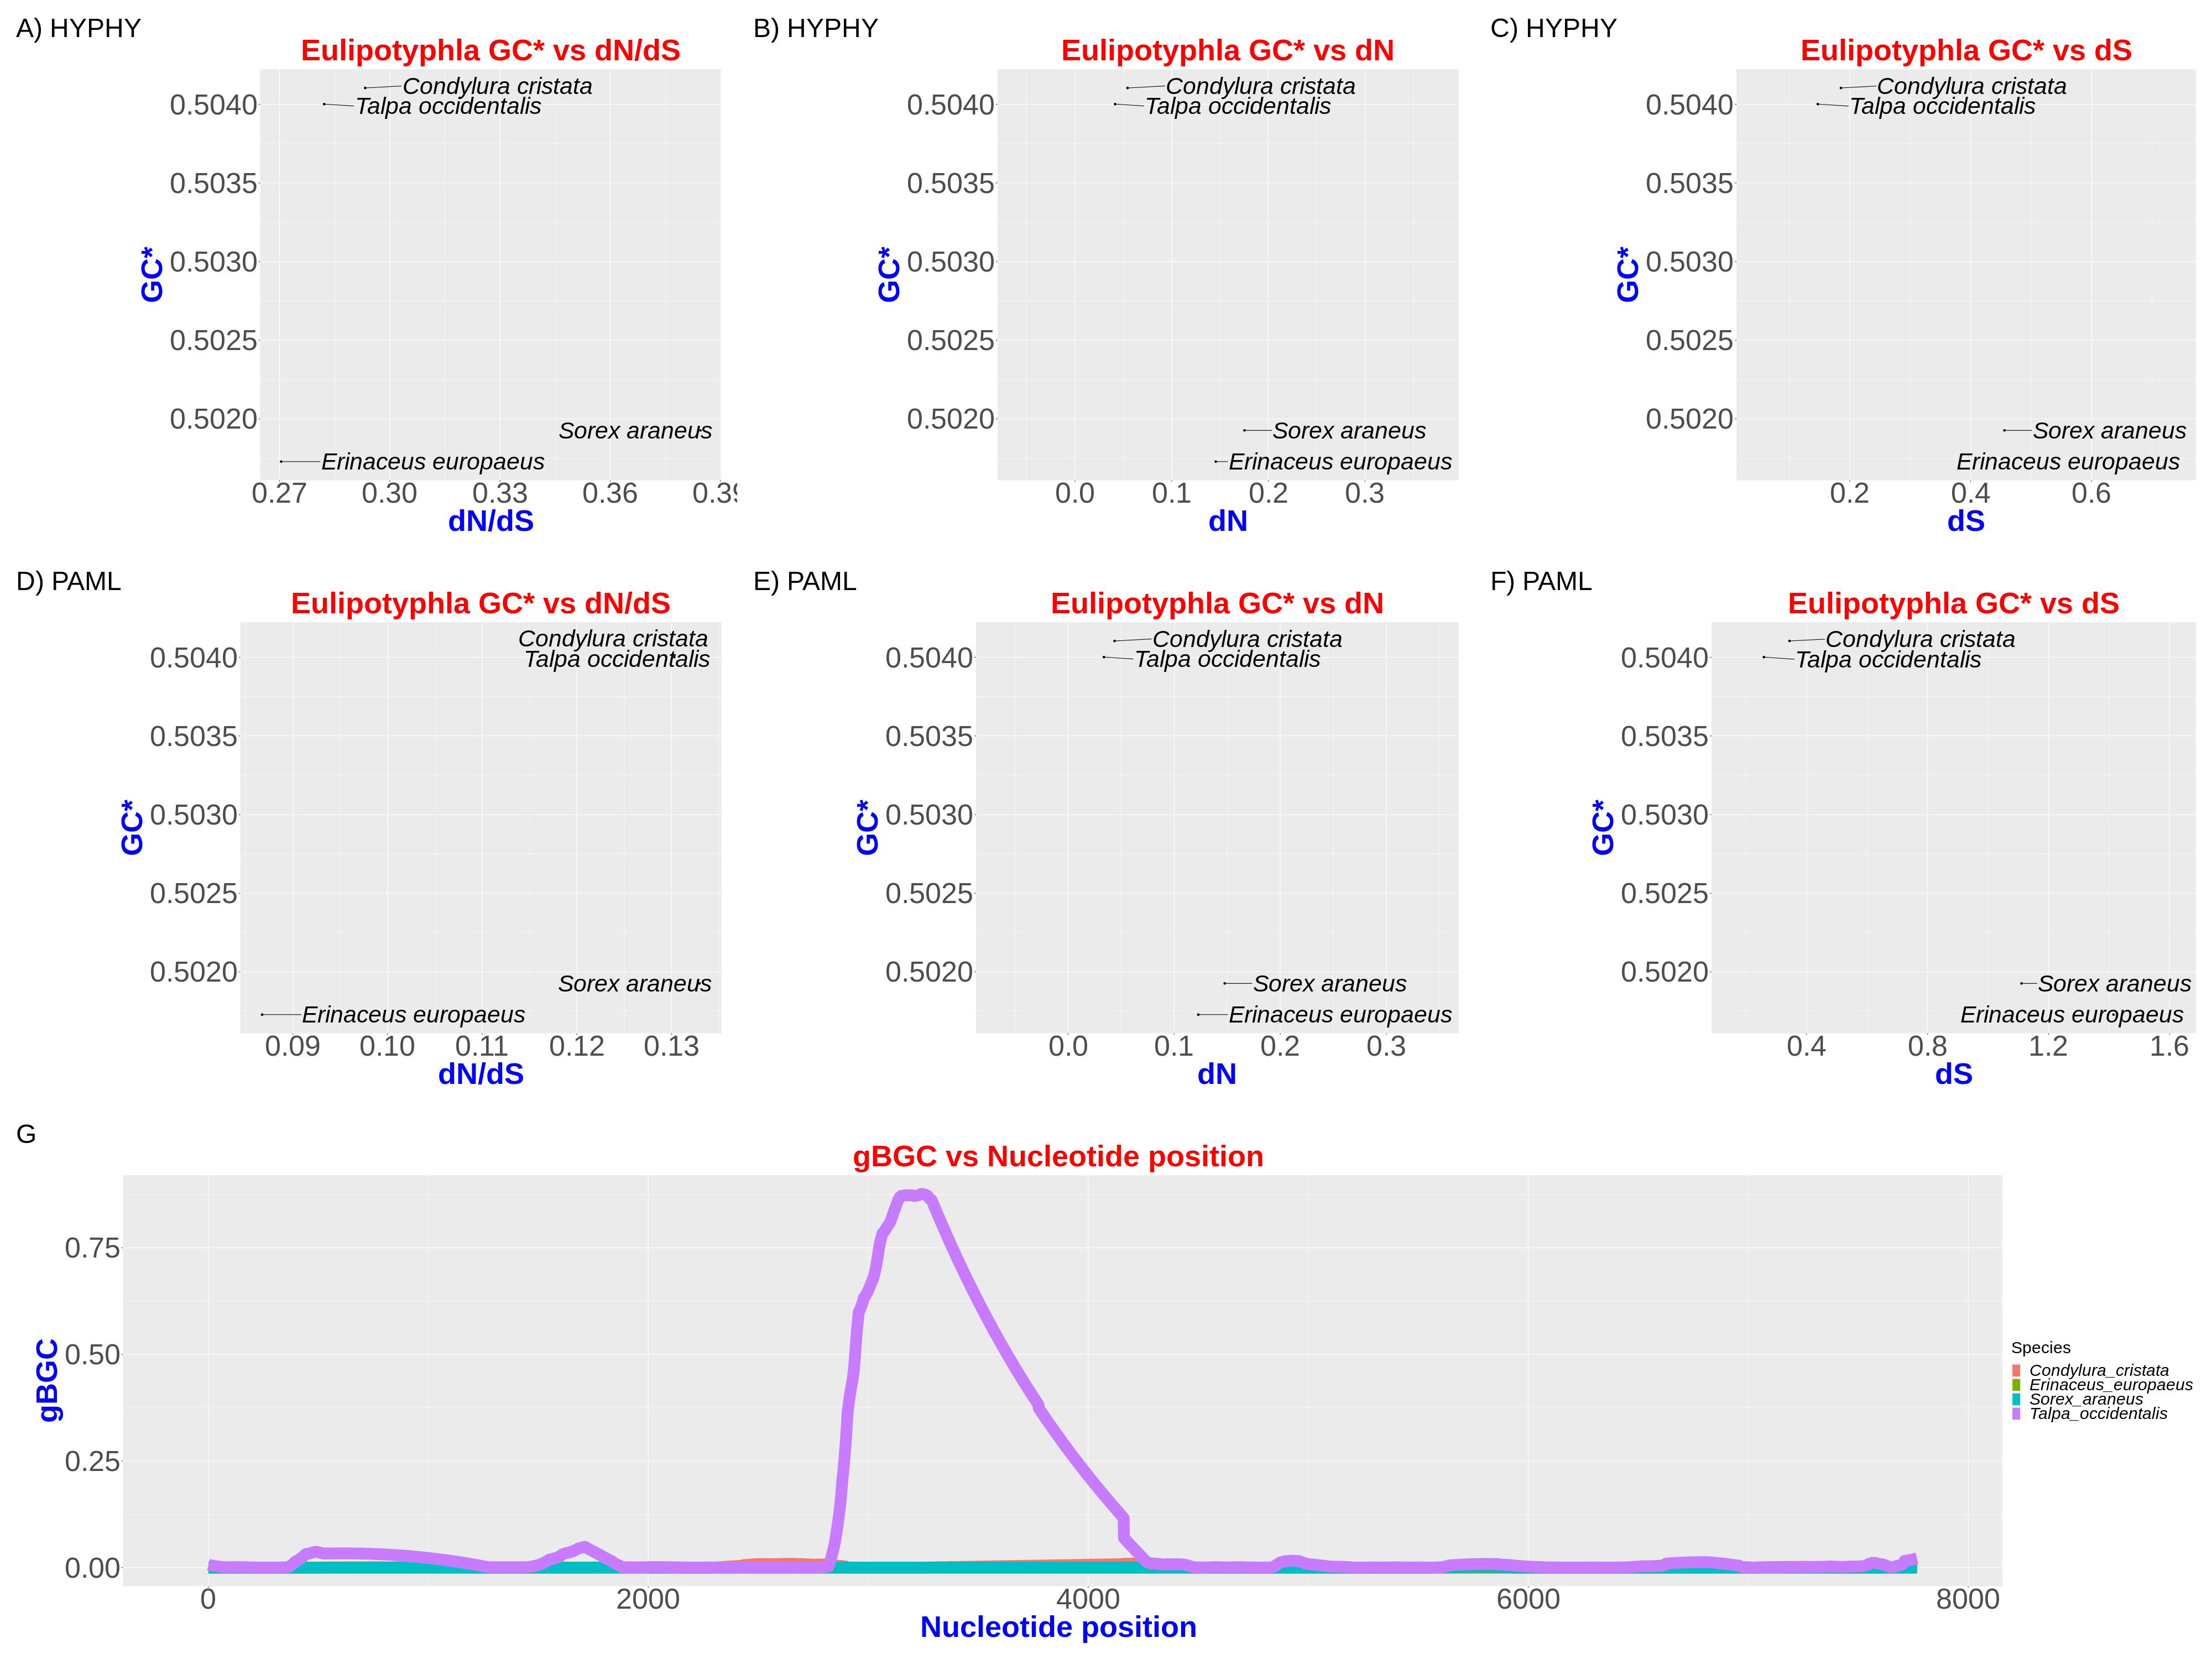 A) HYPHY
Eulipotyphla GC* vs dN/dS
Condylura cristata
Talpa occidentalis
Sorex araneus
Erinaceus europaeus
0.5040
0.5035
0.5030
0.5025
0.5020
GC*
0.27 0.30 0.33 0.36 0.39
dN/dS
B) HYPHY
Eulipotyphla GC* vs dN
Condylura cristata
Talpa occidentalis
Sorex araneus
Erinaceus europaeus
0.5040
0.5035
0.5030
0.5025
0.5020
GC*
0.0 0.1 0.2 0.3
dN
C) HYPHY
Eulipotyphla GC* vs dS
Condylura cristata
Talpa occidentalis
Sorex araneus
Erinaceus europaeus
0.5040
0.5035
0.5030
0.5025
0.5020
GC*
0.2 0.4 0.6
dS
D) PAML
Eulipotyphla GC* vs dN/dS
Condylura cristata
Talpa occidentalis
Sorex araneus
Erinaceus europaeus
0.5040
0.5035
0.5030
0.5025
0.5020
GC*
0.09 0.10 0.11 0.12 0.13
dN/dS
E) PAML
Eulipotyphla GC* vs dN
Condylura cristata
Talpa occidentalis
Sorex araneus
Erinaceus europaeus
0.5040
0.5035
0.5030
0.5025
0.5020
GC*
0.0 0.1 0.2 0.3
dN
F) PAML
Eulipotyphla GC* vs dS
Condylura cristata
Talpa occidentalis
Sorex araneus
Erinaceus europaeus
0.5040
0.5035
0.5030
0.5025
0.5020
GC*
0.4 0.8 1.2 1.6
dS
G
gBGC vs Nucleotide position
0.75
0.50
0.25
0.00
gBGC
0 2000 4000 6000 8000
Nucleotide position
Species
Condylura_cristata
Erinaceus_europaeus
Sorex_araneus
Talpa_occidentalis